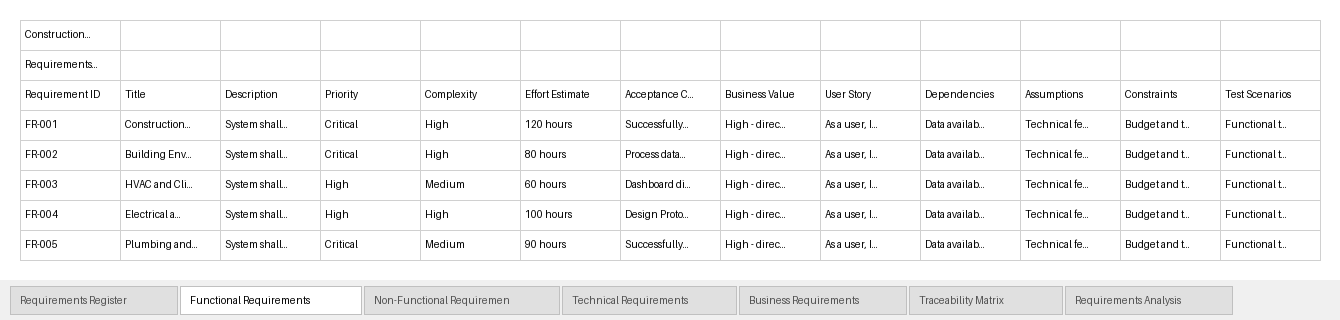 Construction...
Requirements...
Requirement ID Title Description Priority Complexity Effort Estimate Acceptance C... Business Value User Story Dependencies Assumptions Constraints Test Scenarios
FR-001 Construction... System shall... Critical High 120 hours Successfully... High - direc... As a user, I... Data availab... Technical fe... Budget and t... Functional t...
FR-002 Building Env... System shall... Critical High 80 hours Process data... High - direc... As a user, I... Data availab... Technical fe... Budget and t... Functional t...
FR-003 HVAC and Cli... System shall... High Medium 60 hours Dashboard di... High - direc... As a user, I... Data availab... Technical fe... Budget and t... Functional t...
FR-004 Electrical a... System shall... High High 100 hours Design Proto... High - direc... As a user, I... Data availab... Technical fe... Budget and t... Functional t...
FR-005 Plumbing and... System shall... Critical Medium 90 hours Successfully... High - direc... As a user, I... Data availab... Technical fe... Budget and t... Functional t...
Requirements Register Functional Requirements Non-Functional Requiremen Technical Requirements Business Requirements Traceability Matrix Requirements Analysis